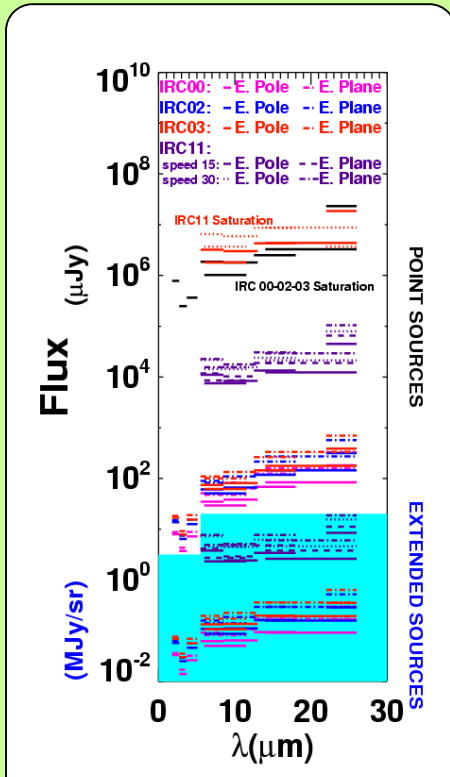 10^10
IRC00: E. Pole E. Plane
IRC02: E. Pole E. Plane
IRC03: E. Pole E. Plane
IRC11:
speed 15: E. Pole E. Plane
speed 30: E. Pole E. Plane
10^8
IRC11 Saturation
10^6
IRC 00-02-03 Saturation
10^4
10^2
10^0
10^-2
Flux (μJy)
(MJy/sr)
POINT SOURCES
EXTENDED SOURCES
0 10 20 30
λ(μm)